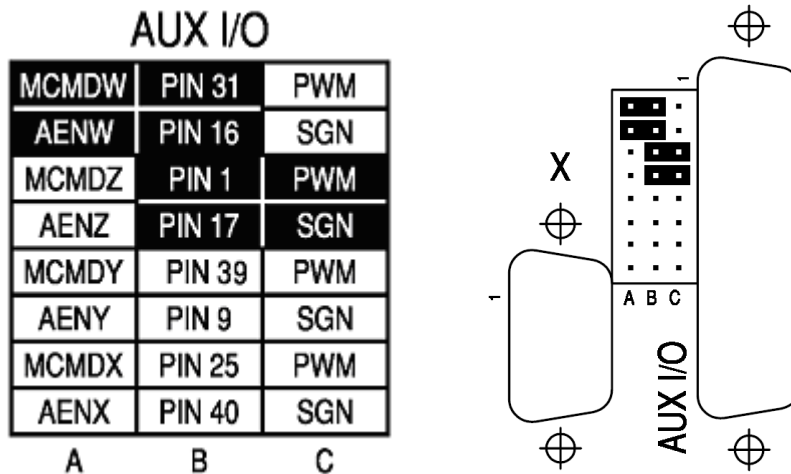 AUX I/O
MCMDW PIN 31 PWM
AENW PIN 16 SGN
MCMDZ PIN 1 PWM
AENZ PIN 17 SGN
MCMDY PIN 39 PWM
AENY PIN 9 SGN
MCMDX PIN 25 PWM
AENX PIN 40 SGN
A B C
1
X
1
A B C
AUX I/O